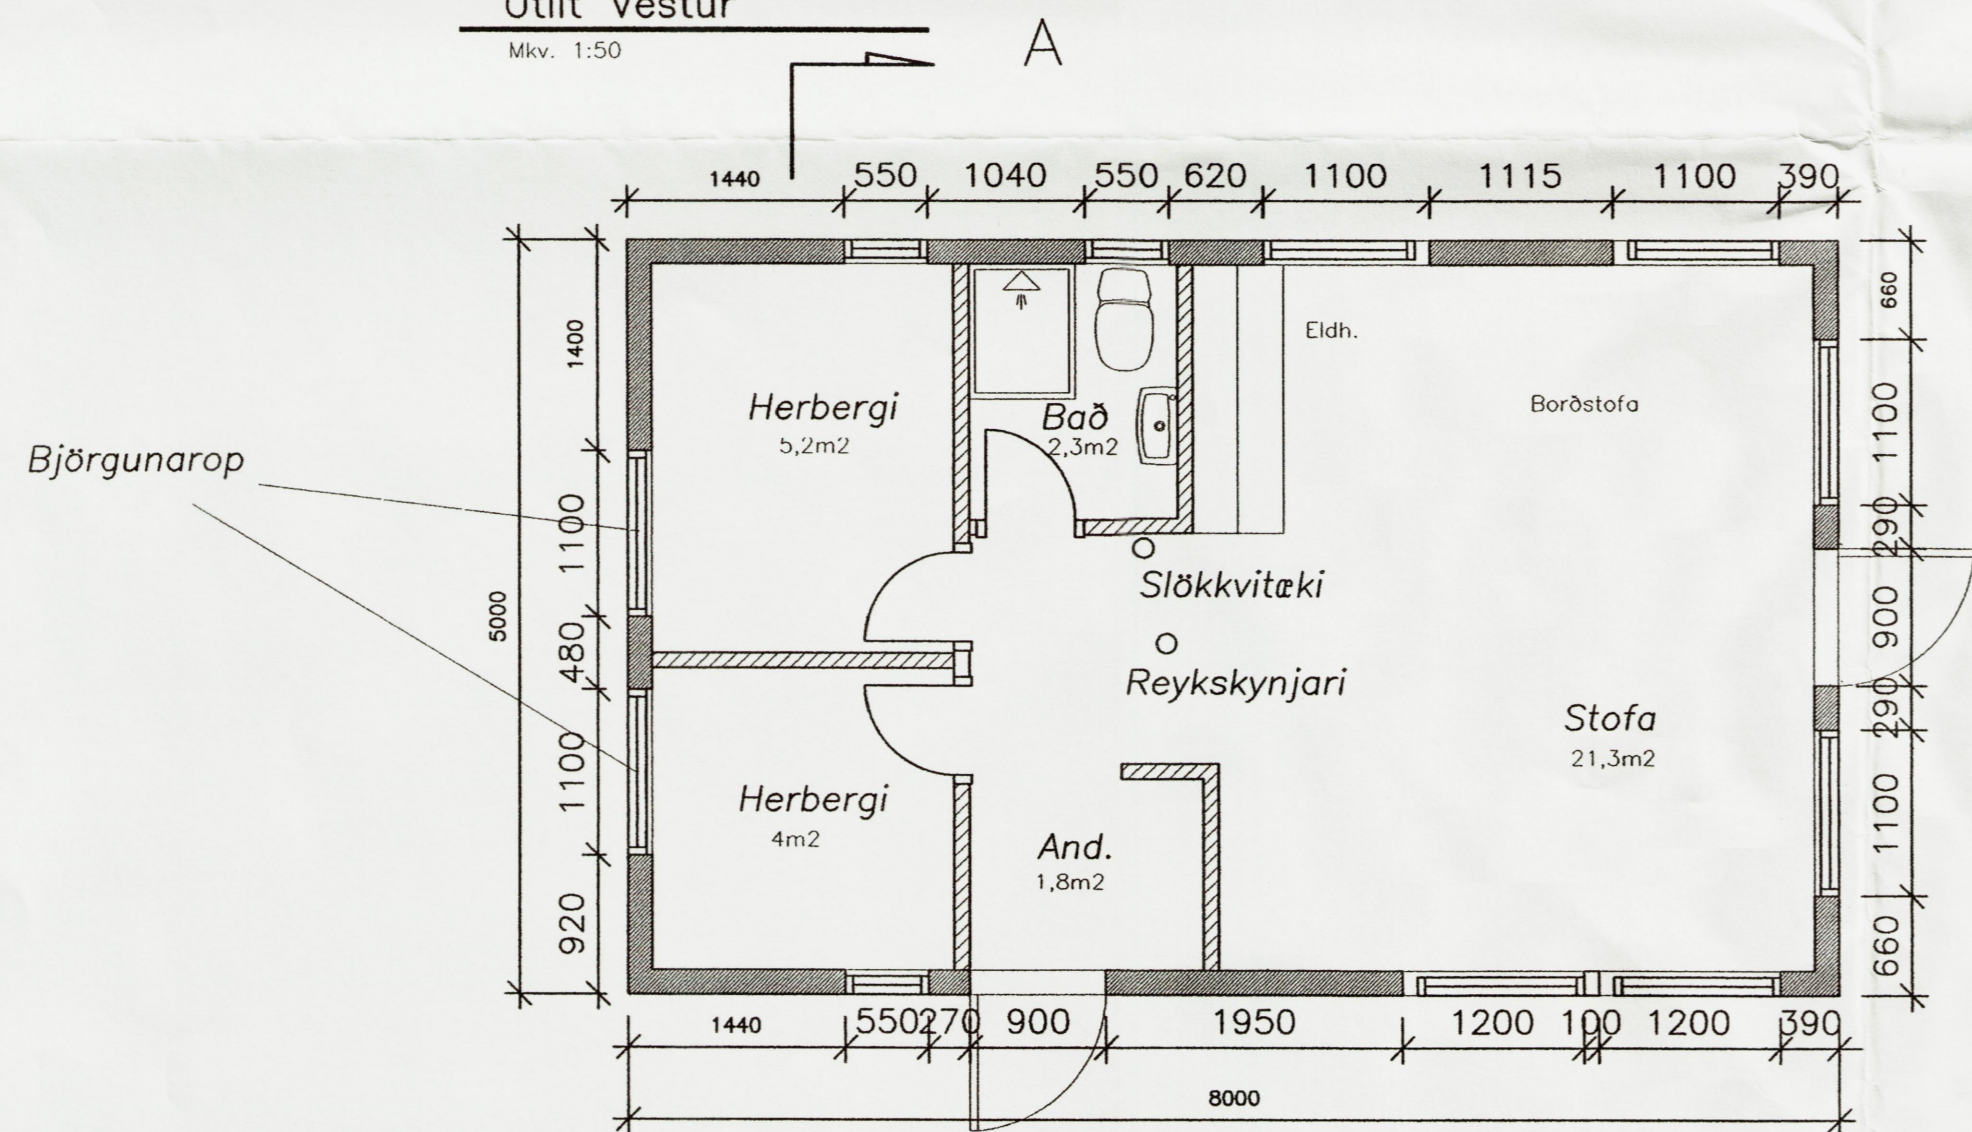 Útlit Vestur
Mkv. 1:50
A
1440 550 1040 550 620 1100 1115 1100 390
5000
1400
1100
480
1100
920
660
1100
290
900
290
1100
660
Eldh.
Borðstofa
Herbergi
5,2m2
Bað
2,3m2
Björgunarop
Slökkvitæki
Reykskynjari
Stofa
21,3m2
Herbergi
4m2
And.
1,8m2
1440 550 270 900 1950 1200 100 1200 390
8000